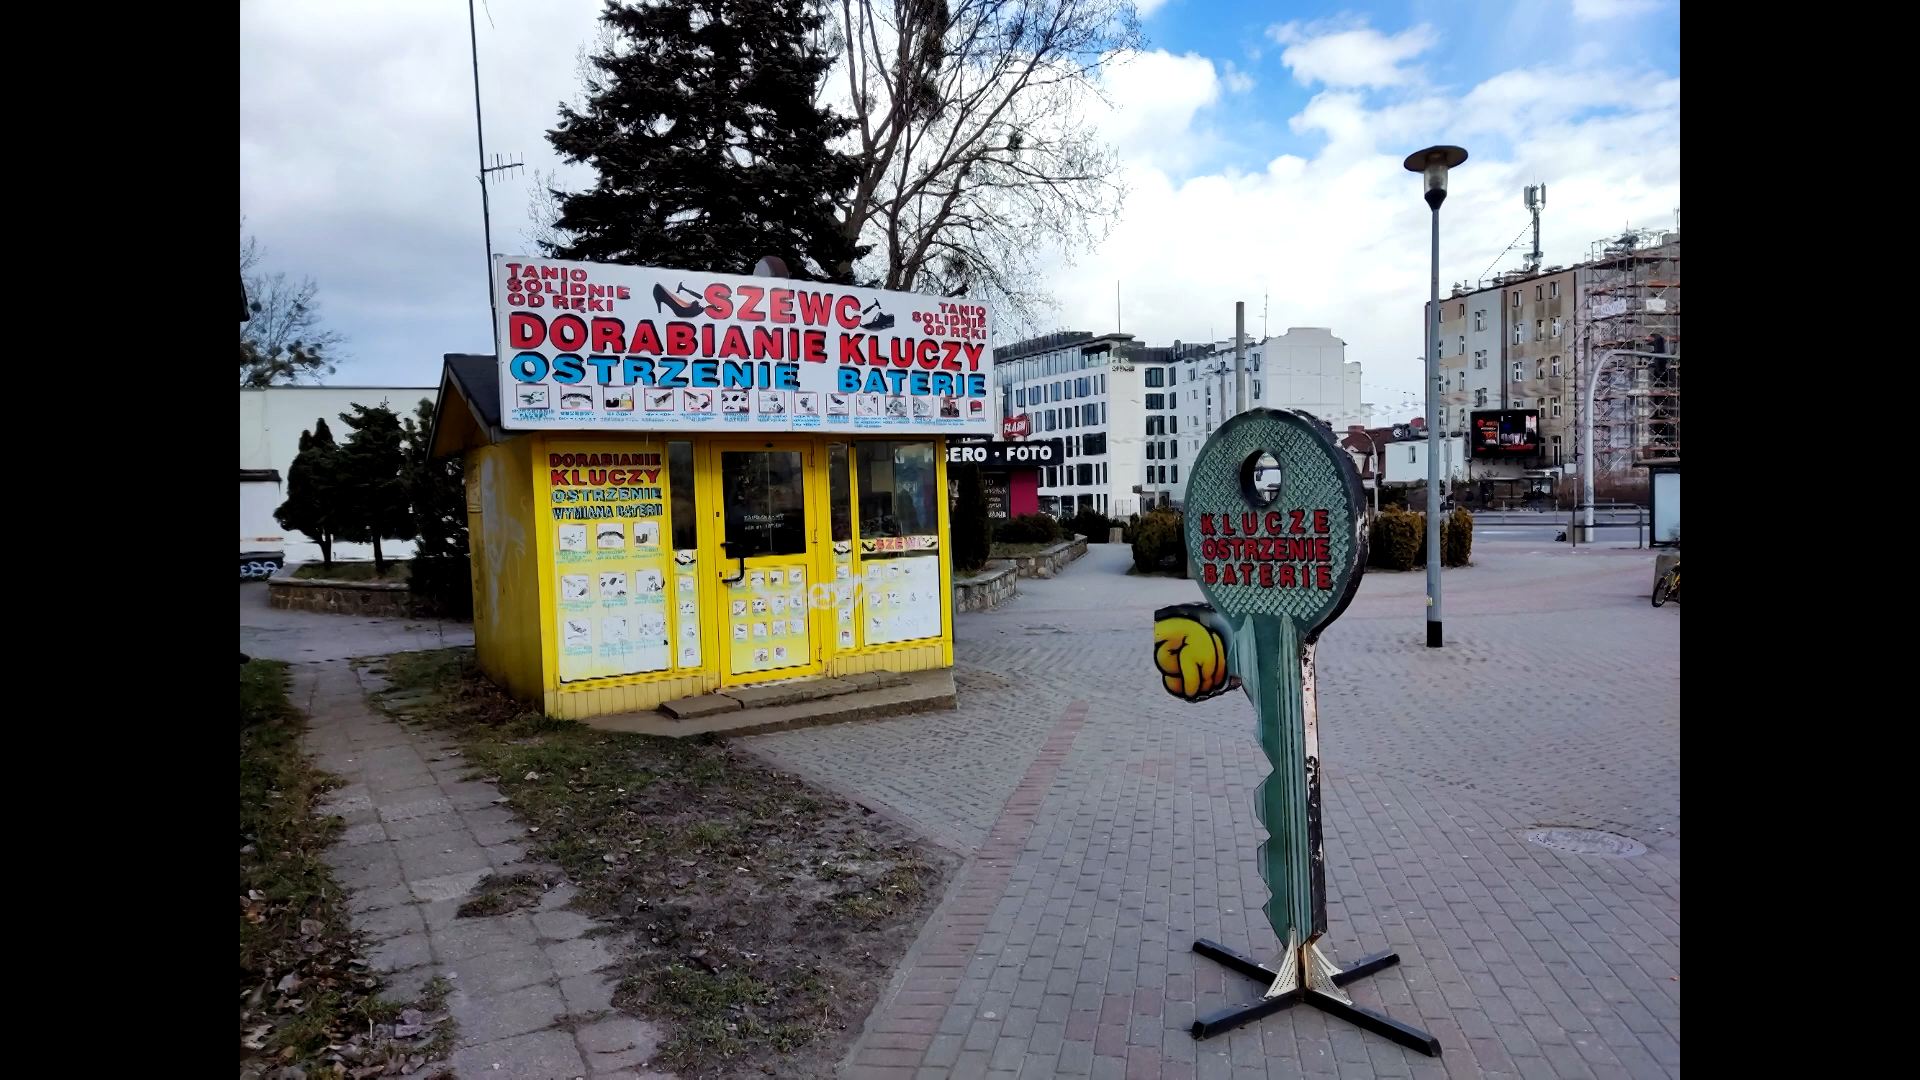 TANIO
SOLIDNIE
OD RĘKI
SZEWC
TANIO
SOLIDNIE
OD RĘKI
DORABIANIE KLUCZY
OSTRZENIE BATERIE
DORABIANIE
KLUCZY
OSTRZENIE
WYMIANA BATERII
SZEWC
FLASH
SERO • FOTO
KLUCZE
OSTRZENIE
BATERIE